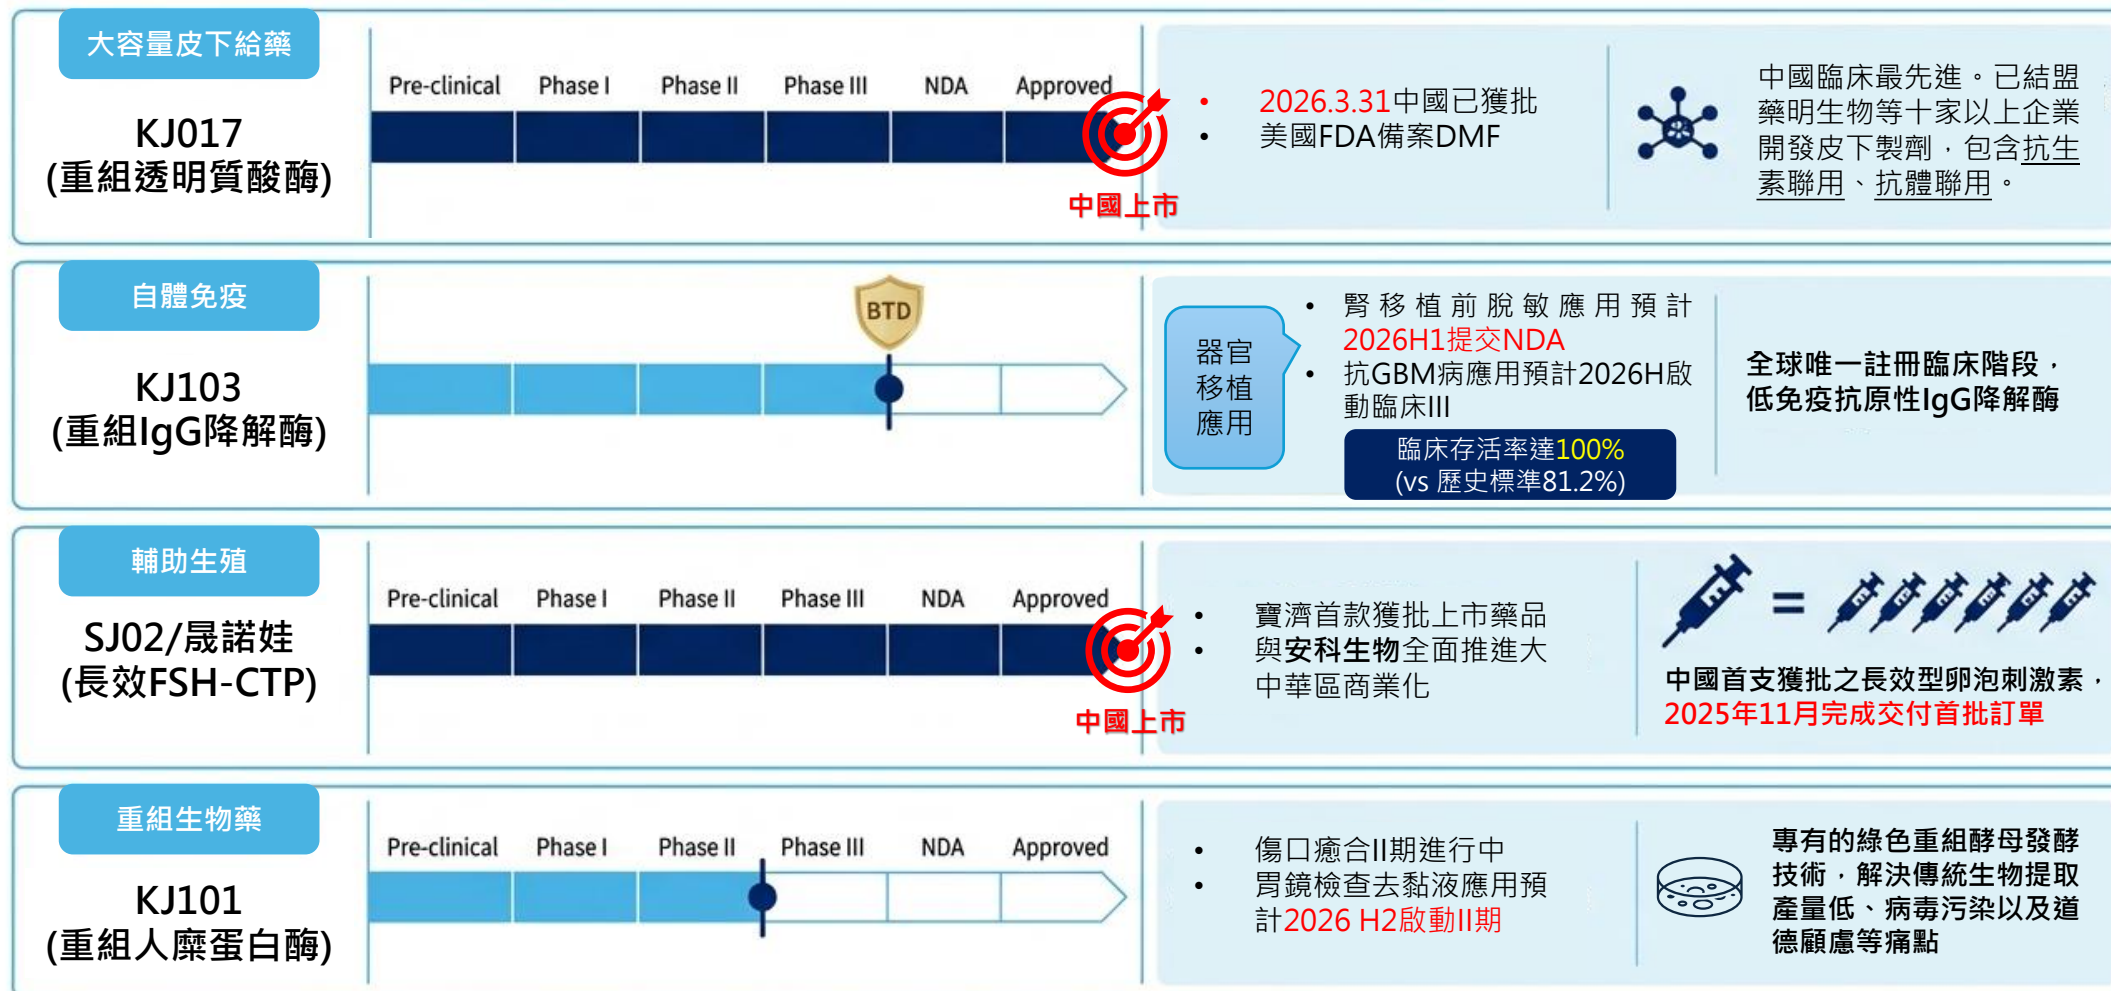 大容量皮下給藥
KJ017
(重組透明質酸酶)
Pre-clinical Phase I Phase II Phase III NDA Approved
中國上市
• 2026.3.31中國已獲批
• 美國FDA備案DMF
中國臨床最先進。已結盟
藥明生物等十家以上企業
開發皮下製劑，包含抗生
素聯用、抗體聯用。
自體免疫
KJ103
(重組IgG降解酶)
BTD
器官
移植
應用
• 腎移植前脫敏應用預計
2026H1提交NDA
• 抗GBM病應用預計2026H啟
動臨床III
臨床存活率達100%
(vs 歷史標準81.2%)
全球唯一註冊臨床階段，
低免疫抗原性IgG降解酶
輔助生殖
SJ02/晟諾娃
(長效FSH-CTP)
Pre-clinical Phase I Phase II Phase III NDA Approved
中國上市
• 寶濟首款獲批上市藥品
• 與安科生物全面推進大
中華區商業化
=
中國首支獲批之長效型卵泡刺激素，
2025年11月完成交付首批訂單
重組生物藥
KJ101
(重組人糜蛋白酶)
Pre-clinical Phase I Phase II Phase III NDA Approved
• 傷口癒合II期進行中
• 胃鏡檢查去黏液應用預
計2026 H2啟動II期
專有的綠色重組酵母發酵
技術，解決傳統生物提取
產量低、病毒污染以及道
德顧慮等痛點